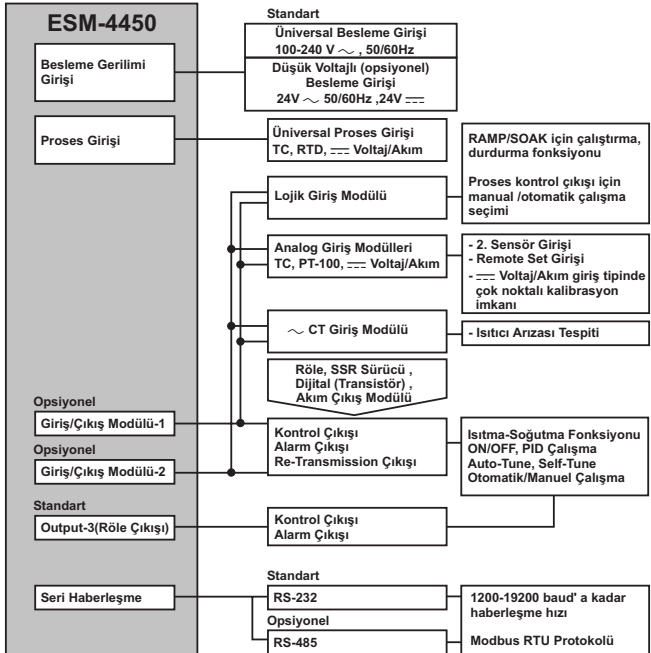 ESM-4450
Standart
Besleme Gerilimi
Girişi
Üniversal Besleme Girişi
100-240 V ~ , 50/60Hz
Düşük Voltajlı (opsiyonel)
Besleme Girişi
24V ~ 50/60Hz ,24V ⎓
Proses Girişi
Üniversal Proses Girişi
TC, RTD, ⎓ Voltaj/Akım
Lojik Giriş Modülü
RAMP/SOAK için çalıştırma,
durdurma fonksiyonu
Proses kontrol çıkışı için
manual /otomatik çalışma
seçimi
Analog Giriş Modülleri
TC, PT-100, ⎓ Voltaj/Akım
- 2. Sensör Girişi
- Remote Set Girişi
- ⎓ Voltaj/Akım giriş tipinde
çok noktalı kalibrasyon
imkanı
~ CT Giriş Modülü
- Isıtıcı Arızası Tespiti
Röle, SSR Sürücü ,
Dijital (Transistör) ,
Akım Çıkış Modülü
Opsiyonel
Giriş/Çıkış Modülü-1
Opsiyonel
Giriş/Çıkış Modülü-2
Kontrol Çıkışı
Alarm Çıkışı
Re-Transmission Çıkışı
Isıtma-Soğutma Fonksiyonu
ON/OFF, PID Çalışma
Auto-Tune, Self-Tune
Otomatik/Manuel Çalışma
Standart
Output-3(Röle Çıkışı)
Kontrol Çıkışı
Alarm Çıkışı
Seri Haberleşme
Standart
RS-232
Opsiyonel
RS-485
1200-19200 baud' a kadar
haberleşme hızı
Modbus RTU Protokolü